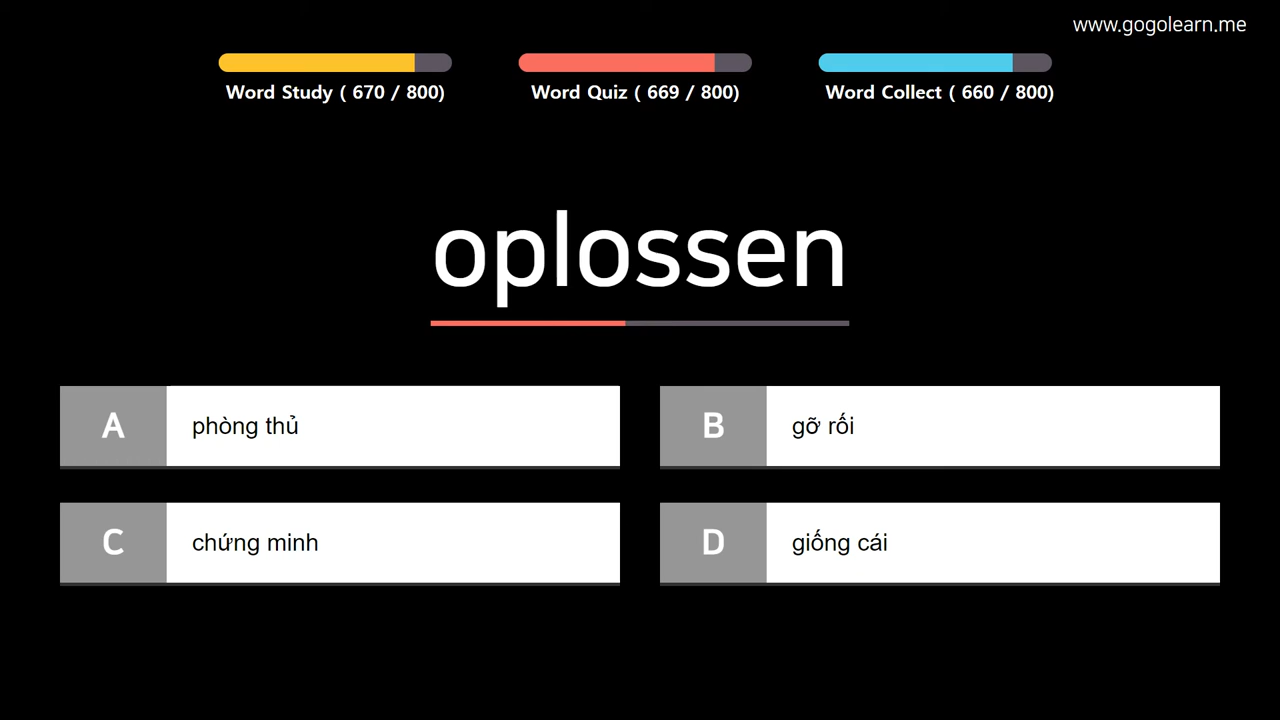 www.gogolearn.me
Word Study ( 670 / 800)
Word Quiz ( 669 / 800)
Word Collect ( 660 / 800)
oplossen
A phòng thủ
B gỡ rối
C chứng minh
D giống cái